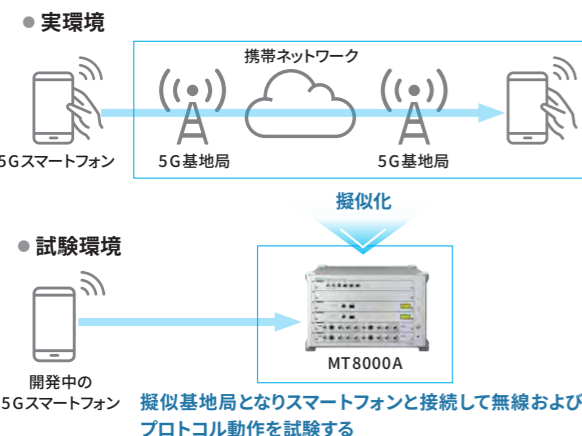 ● 実環境
携帯ネットワーク
5Gスマートフォン
5G基地局
5G基地局
擬似化
● 試験環境
MT8000A
開発中の
5Gスマートフォン
擬似基地局となりスマートフォンと接続して無線および
プロトコル動作を試験する